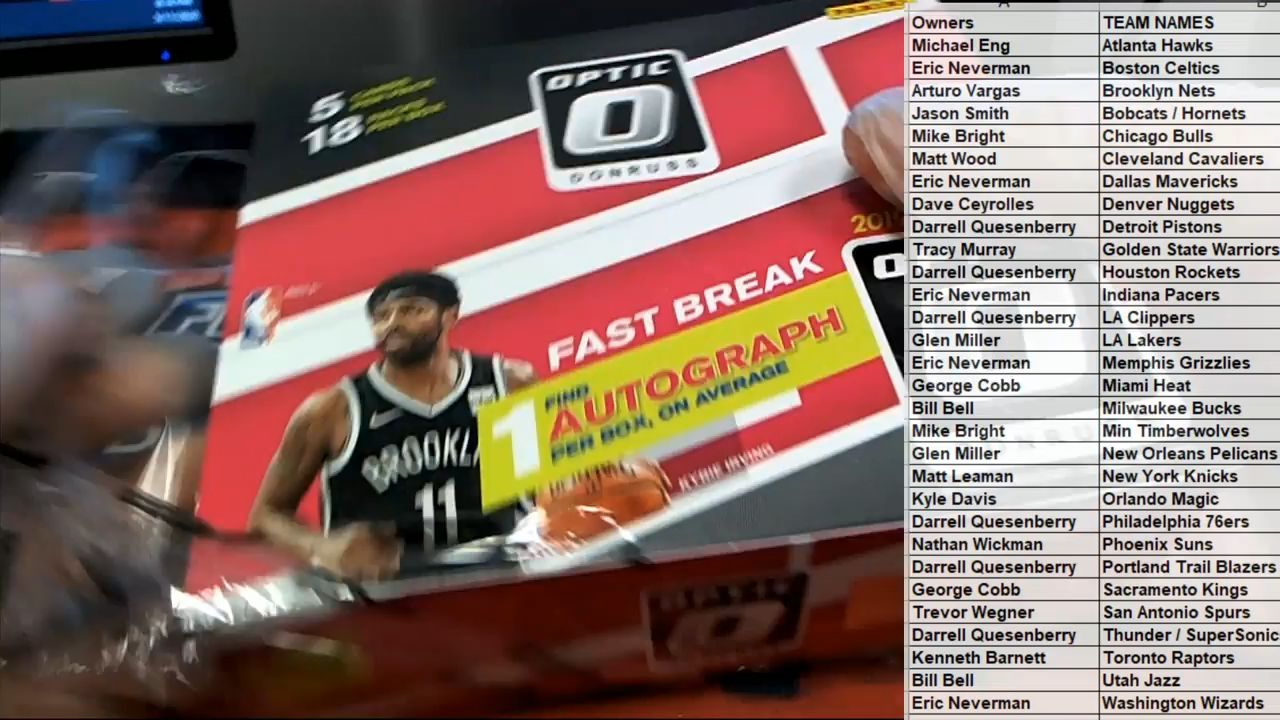 5
18
OPTIC
DONRUSS
NBA
FAST BREAK
FIND
1 AUTOGRAPH
PER BOX, ON AVERAGE
BROOKL
11
KYRIE IRVING
201
OPTIC
Owners TEAM NAMES
Michael Eng Atlanta Hawks
Eric Neverman Boston Celtics
Arturo Vargas Brooklyn Nets
Jason Smith Bobcats / Hornets
Mike Bright Chicago Bulls
Matt Wood Cleveland Cavaliers
Eric Neverman Dallas Mavericks
Dave Ceyrolles Denver Nuggets
Darrell Quesenberry Detroit Pistons
Tracy Murray Golden State Warriors
Darrell Quesenberry Houston Rockets
Eric Neverman Indiana Pacers
Darrell Quesenberry LA Clippers
Glen Miller LA Lakers
Eric Neverman Memphis Grizzlies
George Cobb Miami Heat
Bill Bell Milwaukee Bucks
Mike Bright Min Timberwolves
Glen Miller New Orleans Pelicans
Matt Leaman New York Knicks
Kyle Davis Orlando Magic
Darrell Quesenberry Philadelphia 76ers
Nathan Wickman Phoenix Suns
Darrell Quesenberry Portland Trail Blazers
George Cobb Sacramento Kings
Trevor Wegner San Antonio Spurs
Darrell Quesenberry Thunder / SuperSonic
Kenneth Barnett Toronto Raptors
Bill Bell Utah Jazz
Eric Neverman Washington Wizards